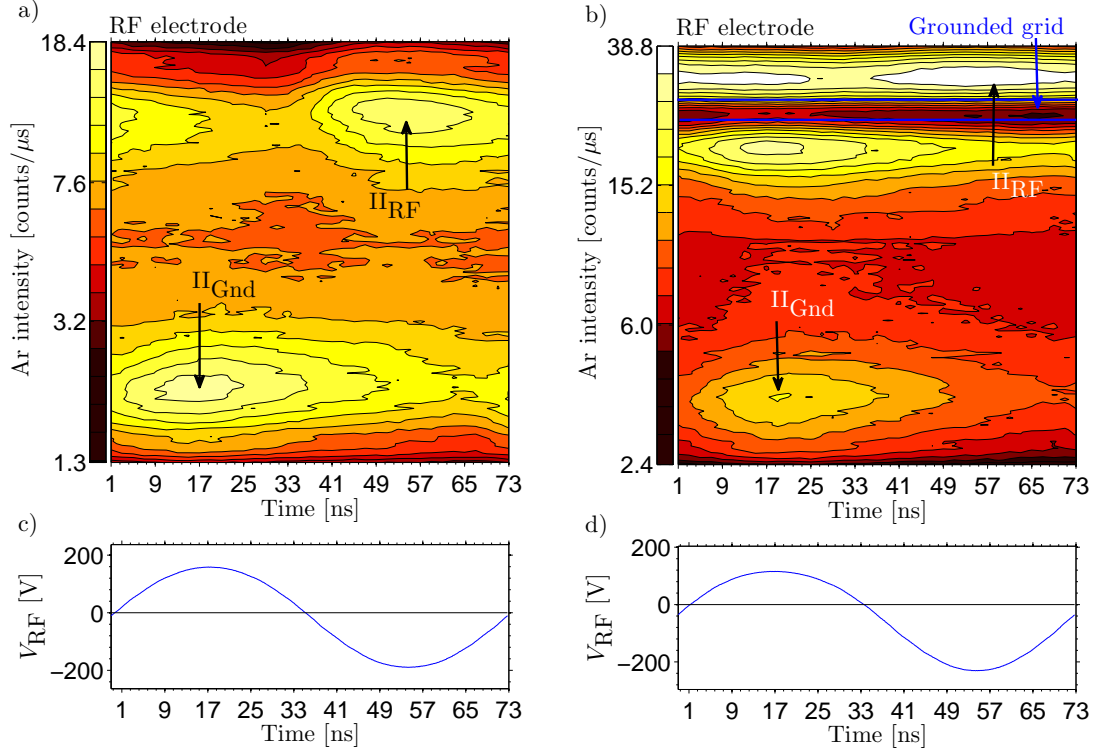 a)
RF electrode
18.4
7.6
3.2
1.3
Ar intensity [counts/μs]
II_RF
II_Gnd
1 9 17 25 33 41 49 57 65 73
Time [ns]
b)
RF electrode
Grounded grid
38.8
15.2
6.0
2.4
Ar intensity [counts/μs]
II_RF
II_Gnd
1 9 17 25 33 41 49 57 65 73
Time [ns]
c)
200
0
−200
V_RF [V]
1 9 17 25 33 41 49 57 65 73
Time [ns]
d)
200
0
−200
V_RF [V]
1 9 17 25 33 41 49 57 65 73
Time [ns]